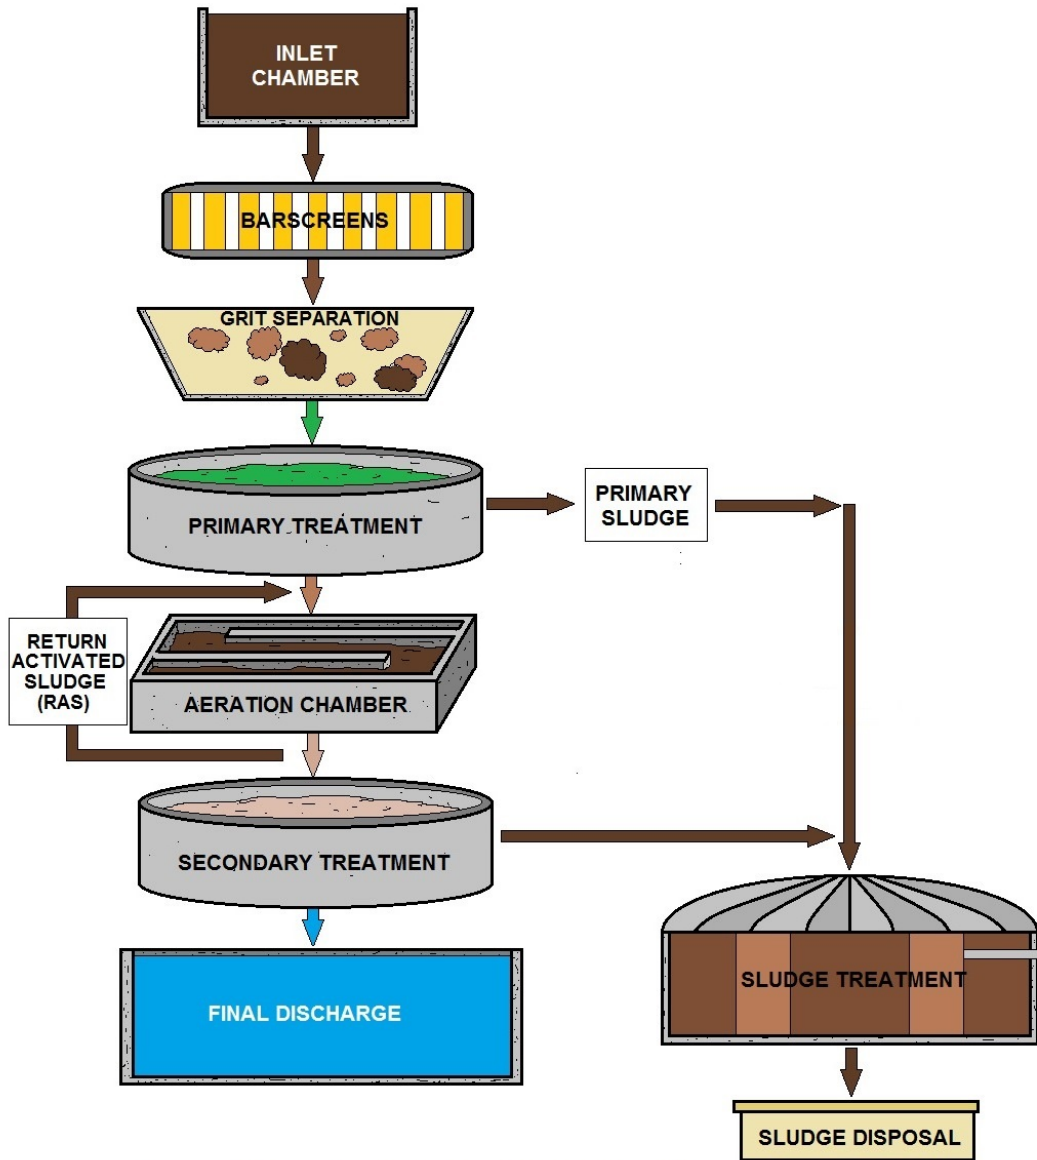 INLET
CHAMBER
BARSCREENS
GRIT SEPARATION
PRIMARY TREATMENT
PRIMARY
SLUDGE
RETURN
ACTIVATED
SLUDGE
(RAS)
AERATION CHAMBER
SECONDARY TREATMENT
FINAL DISCHARGE
SLUDGE TREATMENT
SLUDGE DISPOSAL